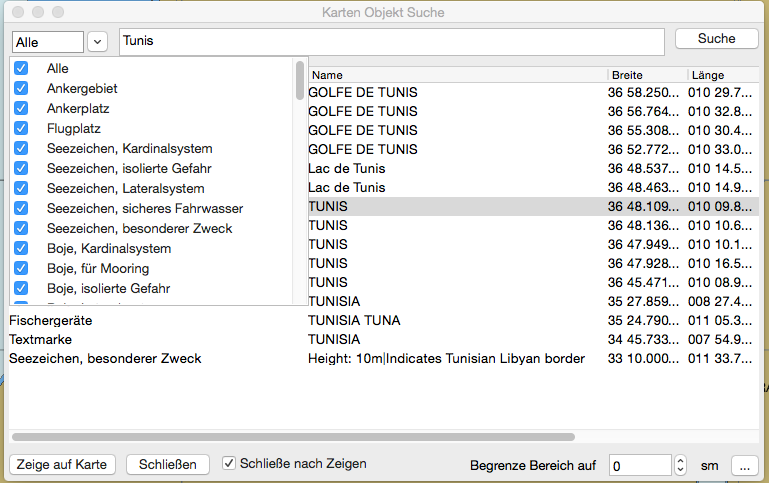 Karten Objekt Suche
Alle
Tunis
Suche
Name Breite Länge
Alle
Ankergebiet
Ankerplatz
Flugplatz
Seezeichen, Kardinalsystem
Seezeichen, isolierte Gefahr
Seezeichen, Lateralsystem
Seezeichen, sicheres Fahrwasser
Seezeichen, besonderer Zweck
Boje, Kardinalsystem
Boje, für Mooring
Boje, isolierte Gefahr
GOLFE DE TUNIS 36 58.250... 010 29.7...
GOLFE DE TUNIS 36 56.764... 010 32.8...
GOLFE DE TUNIS 36 55.308... 010 30.4...
GOLFE DE TUNIS 36 52.772... 010 33.0...
Lac de Tunis 36 48.537... 010 14.5...
Lac de Tunis 36 48.463... 010 14.9...
TUNIS 36 48.109... 010 09.8...
TUNIS 36 48.136... 010 10.6...
TUNIS 36 47.949... 010 10.1...
TUNIS 36 47.928... 010 16.5...
TUNIS 36 45.471... 010 08.9...
TUNISIA 35 27.859... 008 27.4...
Fischergeräte TUNISIA TUNA 35 24.790... 011 05.3...
Textmarke TUNISIA 34 45.733... 007 54.9...
Seezeichen, besonderer Zweck Height: 10m|Indicates Tunisian Libyan border 33 10.000... 011 33.7...
Zeige auf Karte Schließen Schließe nach Zeigen Begrenze Bereich auf 0 sm ...